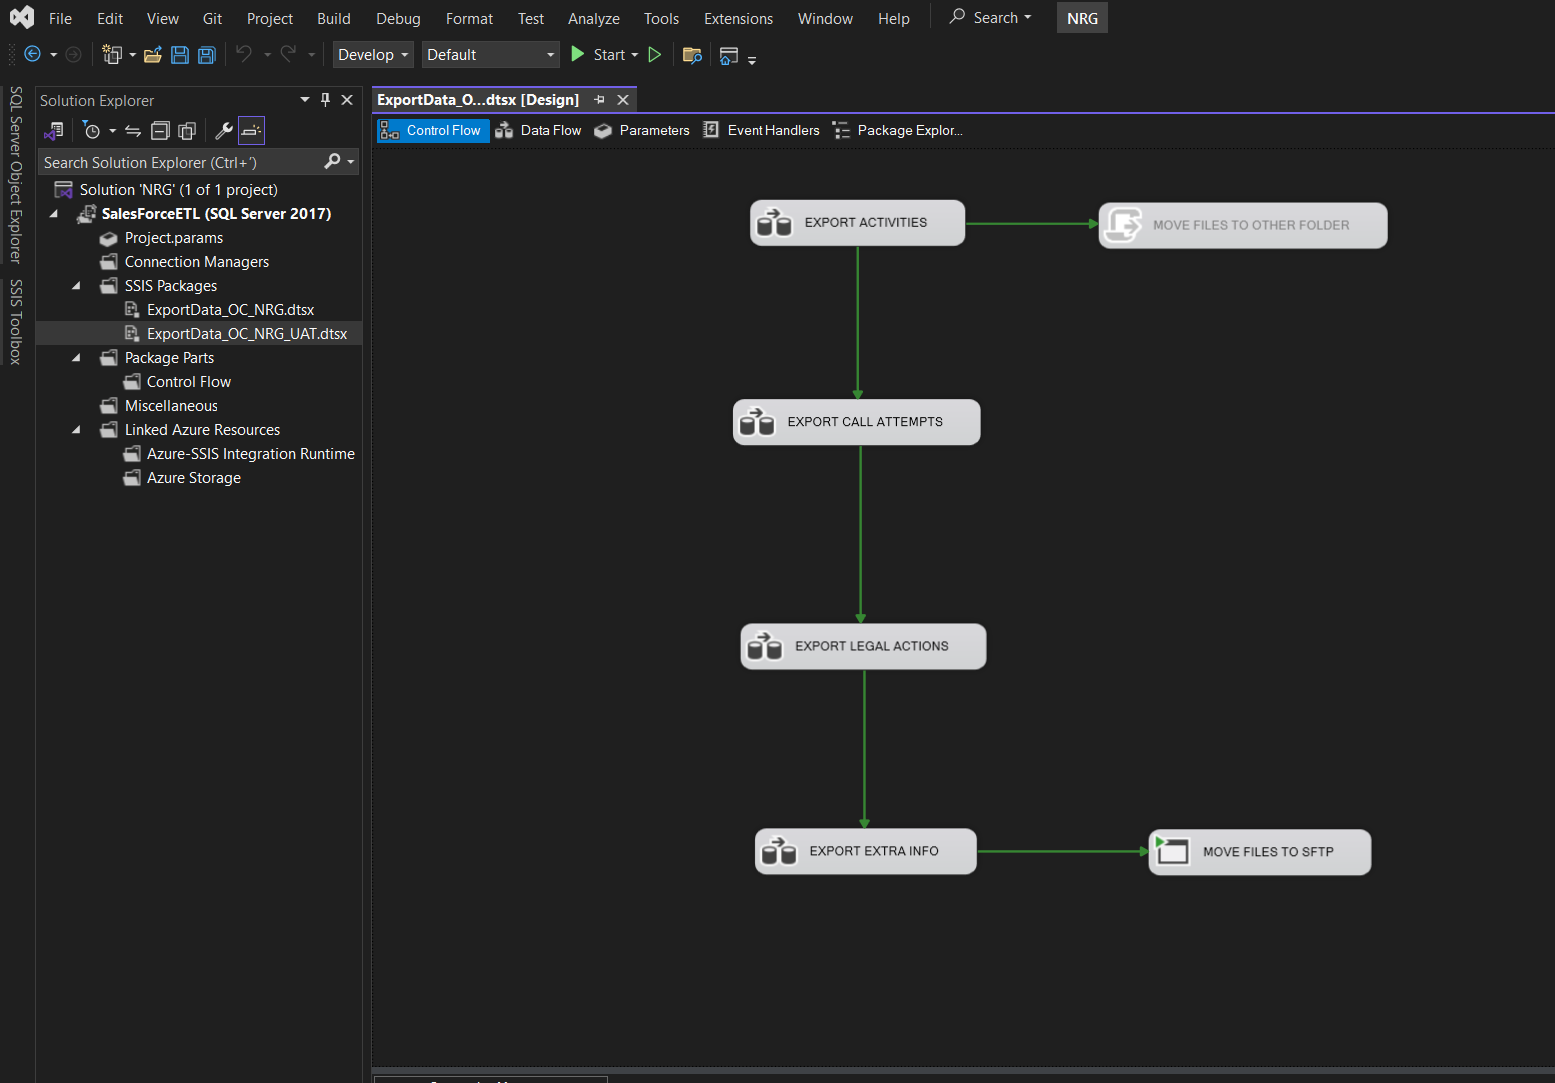 File Edit View Git Project Build Debug Format Test Analyze Tools Extensions Window Help Search NRG
Develop Default Start
SQL Server Object Explorer
SSIS Toolbox
Solution Explorer
Search Solution Explorer (Ctrl+´)
Solution 'NRG' (1 of 1 project)
SalesForceETL (SQL Server 2017)
Project.params
Connection Managers
SSIS Packages
ExportData_OC_NRG.dtsx
ExportData_OC_NRG_UAT.dtsx
Package Parts
Control Flow
Miscellaneous
Linked Azure Resources
Azure-SSIS Integration Runtime
Azure Storage
ExportData_O...dtsx [Design]
Control Flow Data Flow Parameters Event Handlers Package Explor...
EXPORT ACTIVITIES
MOVE FILES TO OTHER FOLDER
EXPORT CALL ATTEMPTS
EXPORT LEGAL ACTIONS
EXPORT EXTRA INFO
MOVE FILES TO SFTP